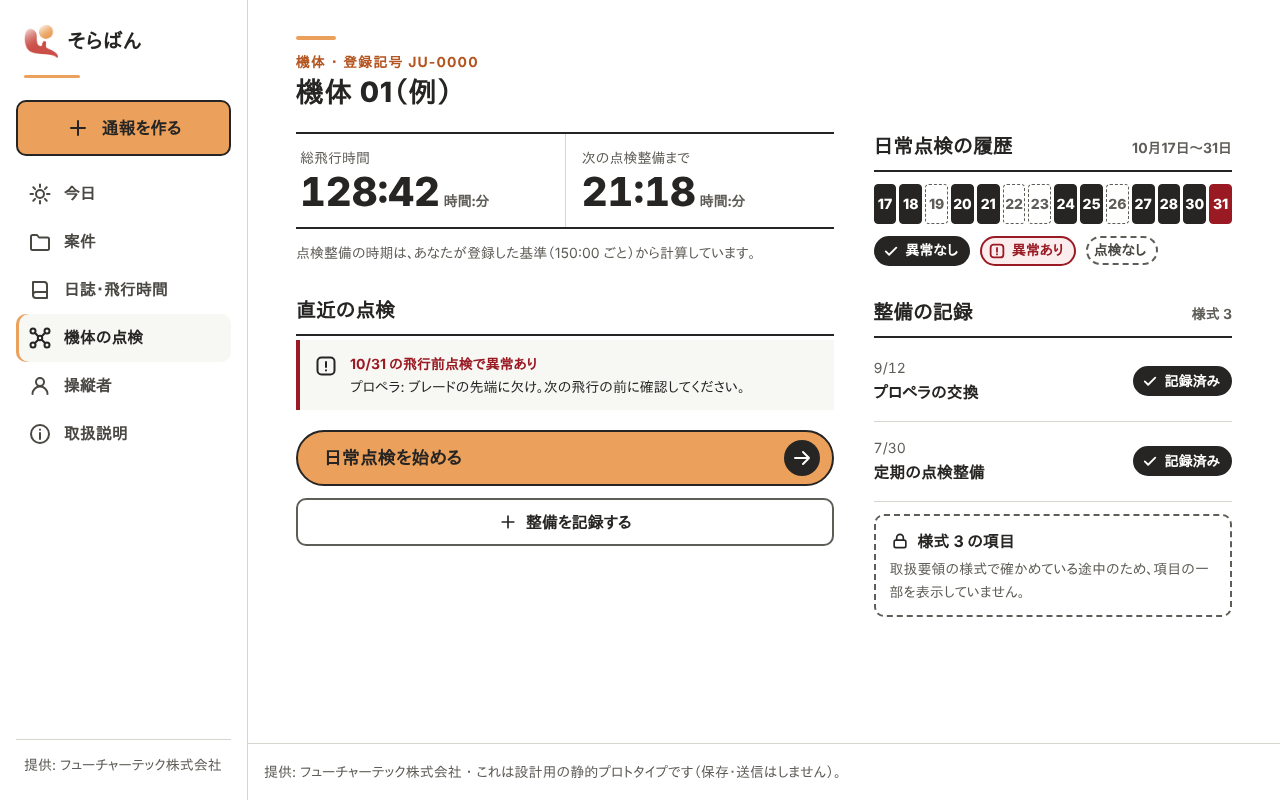 そらばん
通報を作る
今日
案件
日誌・飛行時間
機体の点検
操縦者
取扱説明
提供: フューチャーテック株式会社
機体 · 登録記号 JU-0000
機体 01（例）
総飛行時間
128:42 時間:分
次の点検整備まで
21:18 時間:分
点検整備の時期は、あなたが登録した基準（150:00 ごと）から計算しています。
直近の点検
10/31 の飛行前点検で異常あり
プロペラ: ブレードの先端に欠け。次の飛行の前に確認してください。
日常点検を始める
整備を記録する
日常点検の履歴
10月17日〜31日
17 18 19 20 21 22 23 24 25 26 27 28 30 31
異常なし 異常あり 点検なし
整備の記録
様式 3
9/12
プロペラの交換
記録済み
7/30
定期の点検整備
記録済み
様式 3 の項目
取扱要領の様式で確かめている途中のため、項目の一
部を表示していません。
提供: フューチャーテック株式会社 · これは設計用の静的プロトタイプです（保存・送信はしません）。